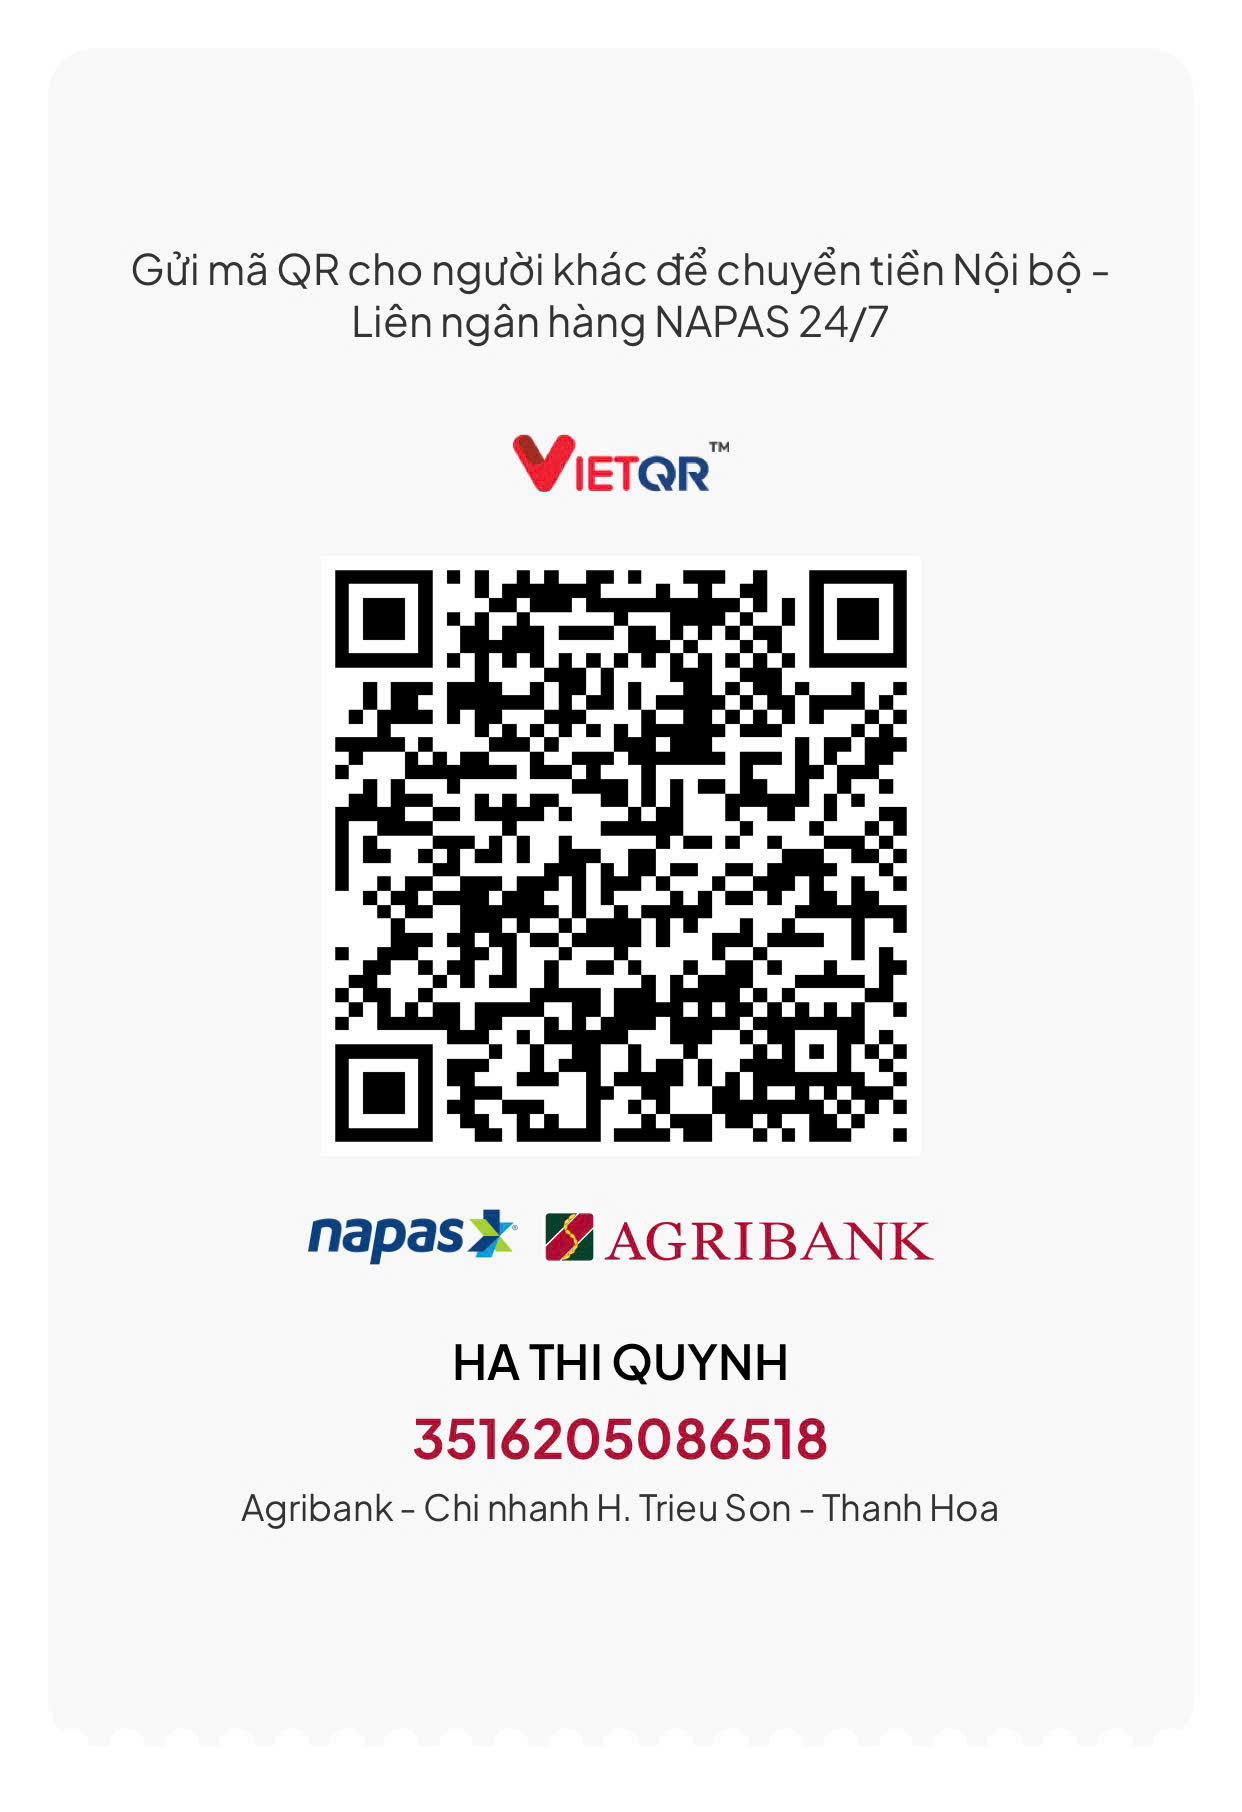 Gửi mã QR cho người khác để chuyển tiền Nội bộ -
Liên ngân hàng NAPAS 24/7
VIETQR™
napas® AGRIBANK
HA THI QUYNH
3516205086518
Agribank - Chi nhanh H. Trieu Son - Thanh Hoa